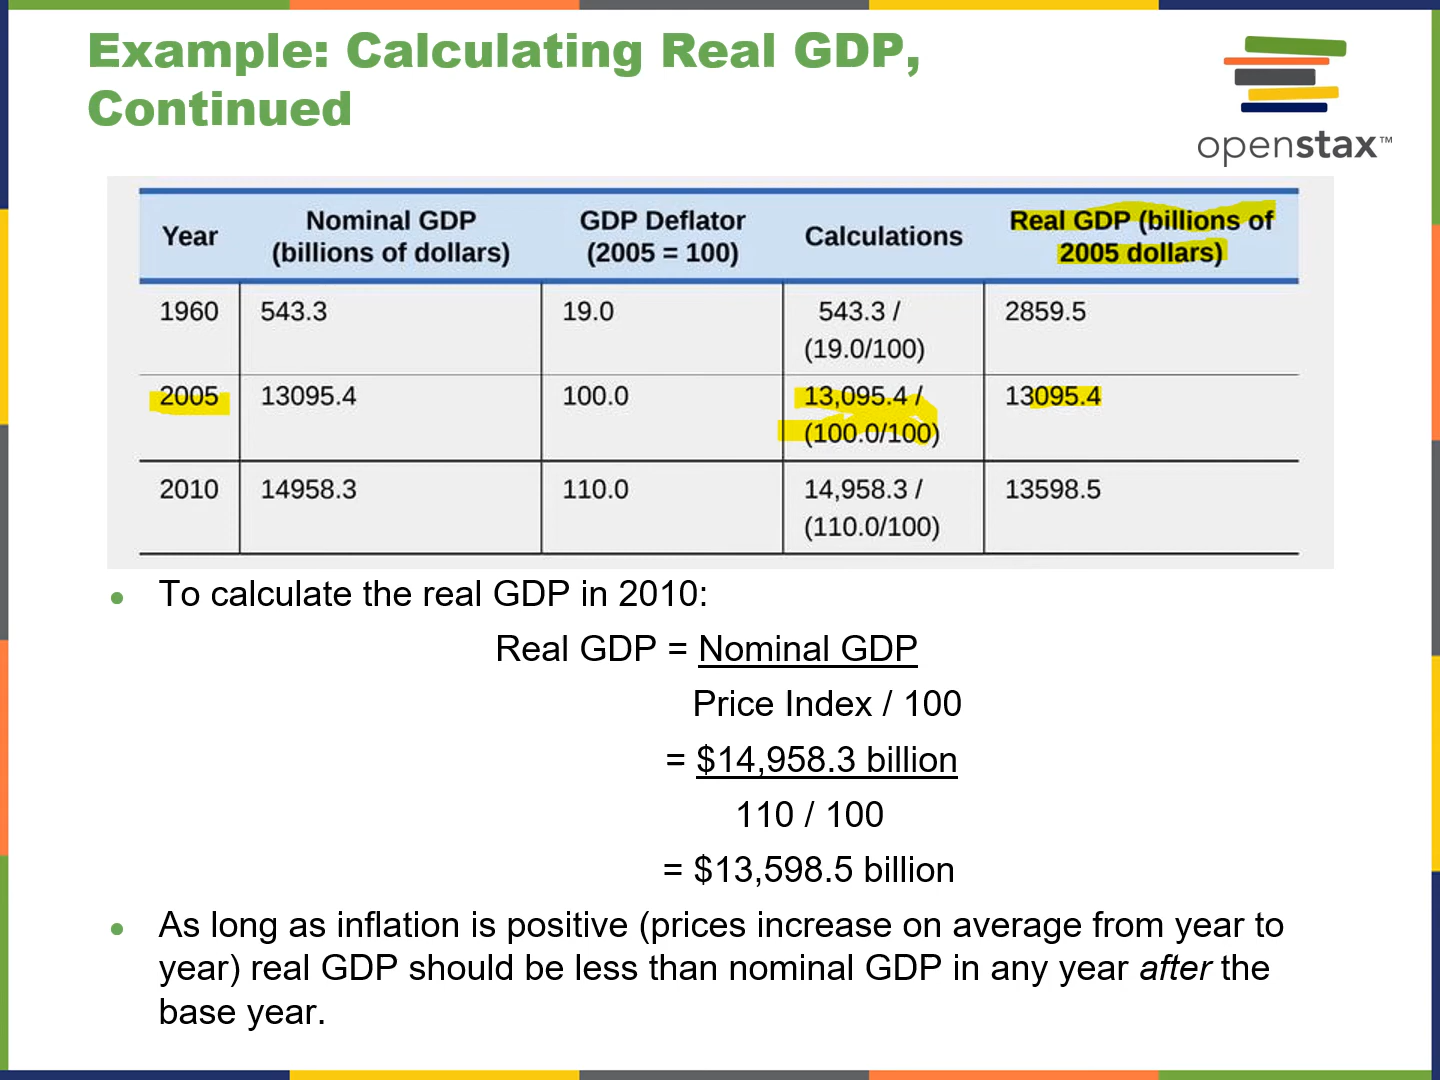 Example: Calculating Real GDP,
Continued
openstax™
Year
Nominal GDP
(billions of dollars)
GDP Deflator
(2005 = 100)
Calculations
Real GDP (billions of
2005 dollars)
1960
543.3
19.0
543.3 /
(19.0/100)
2859.5
2005
13095.4
100.0
13,095.4 /
(100.0/100)
13095.4
2010
14958.3
110.0
14,958.3 /
(110.0/100)
13598.5
● To calculate the real GDP in 2010:
Real GDP = Nominal GDP
Price Index / 100
= $14,958.3 billion
110 / 100
= $13,598.5 billion
● As long as inflation is positive (prices increase on average from year to
year) real GDP should be less than nominal GDP in any year after the
base year.